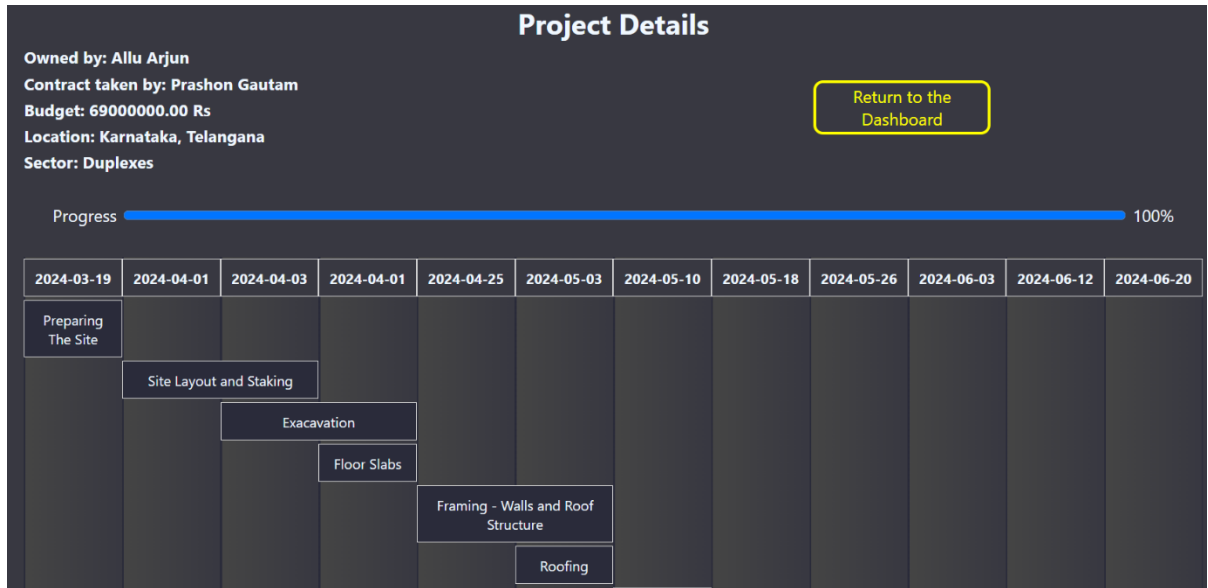 Project Details
Owned by: Allu Arjun
Contract taken by: Prashon Gautam
Budget: 69000000.00 Rs
Location: Karnataka, Telangana
Sector: Duplexes
Return to the
Dashboard
Progress 100%
2024-03-19 2024-04-01 2024-04-03 2024-04-01 2024-04-25 2024-05-03 2024-05-10 2024-05-18 2024-05-26 2024-06-03 2024-06-12 2024-06-20
Preparing
The Site
Site Layout and Staking
Exacavation
Floor Slabs
Framing - Walls and Roof
Structure
Roofing